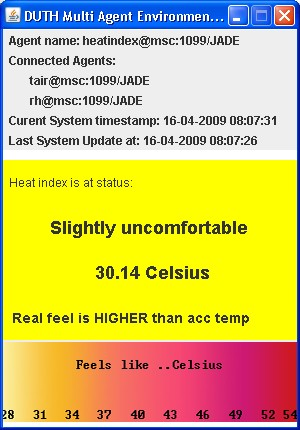 DUTH Multi Agent Environmen...
Agent name: heatindex@msc:1099/JADE
Connected Agents:
tair@msc:1099/JADE
rh@msc:1099/JADE
Curent System timestamp: 16-04-2009 08:07:31
Last System Update at: 16-04-2009 08:07:26
Heat index is at status:
Slightly uncomfortable
30.14 Celsius
Real feel is HIGHER than acc temp
Feels like ..Celsius
28 31 34 37 40 43 46 49 52 54